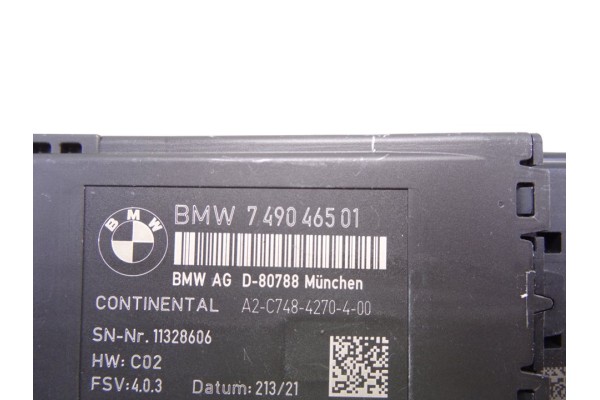 BMW
BMW 7 490 465 01
BMW AG D-80788 München
CONTINENTAL A2-C748-4270-4-00
SN-Nr. 11328606
HW: C02
FSV: 4.0.3 Datum: 213/21